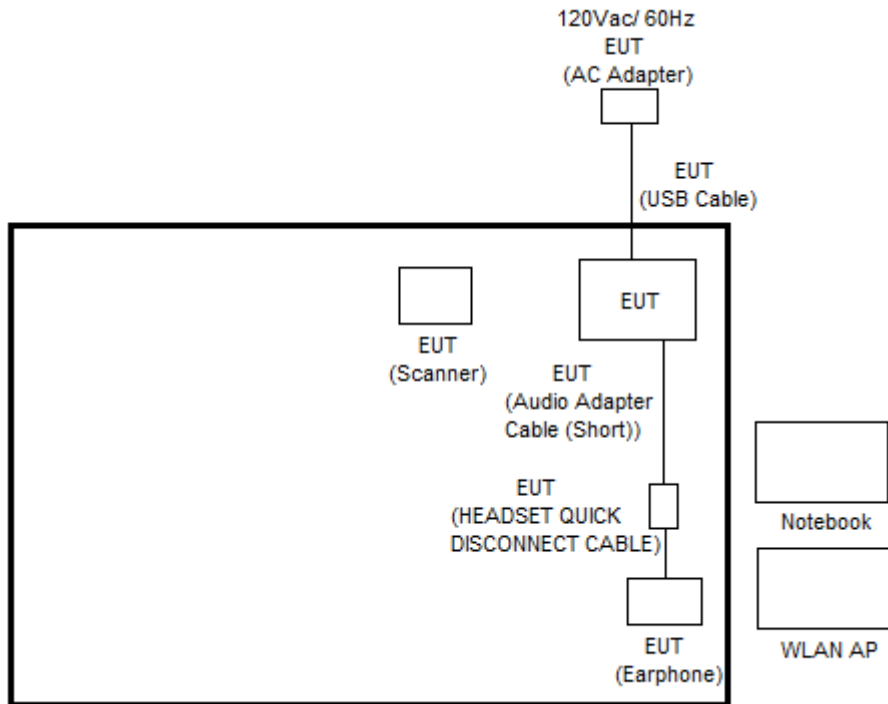 120Vac/ 60Hz
EUT
(AC Adapter)
EUT
(USB Cable)
EUT
EUT
(Scanner)
EUT
(Audio Adapter
Cable (Short))
EUT
(HEADSET QUICK
DISCONNECT CABLE)
Notebook
EUT
(Earphone)
WLAN AP